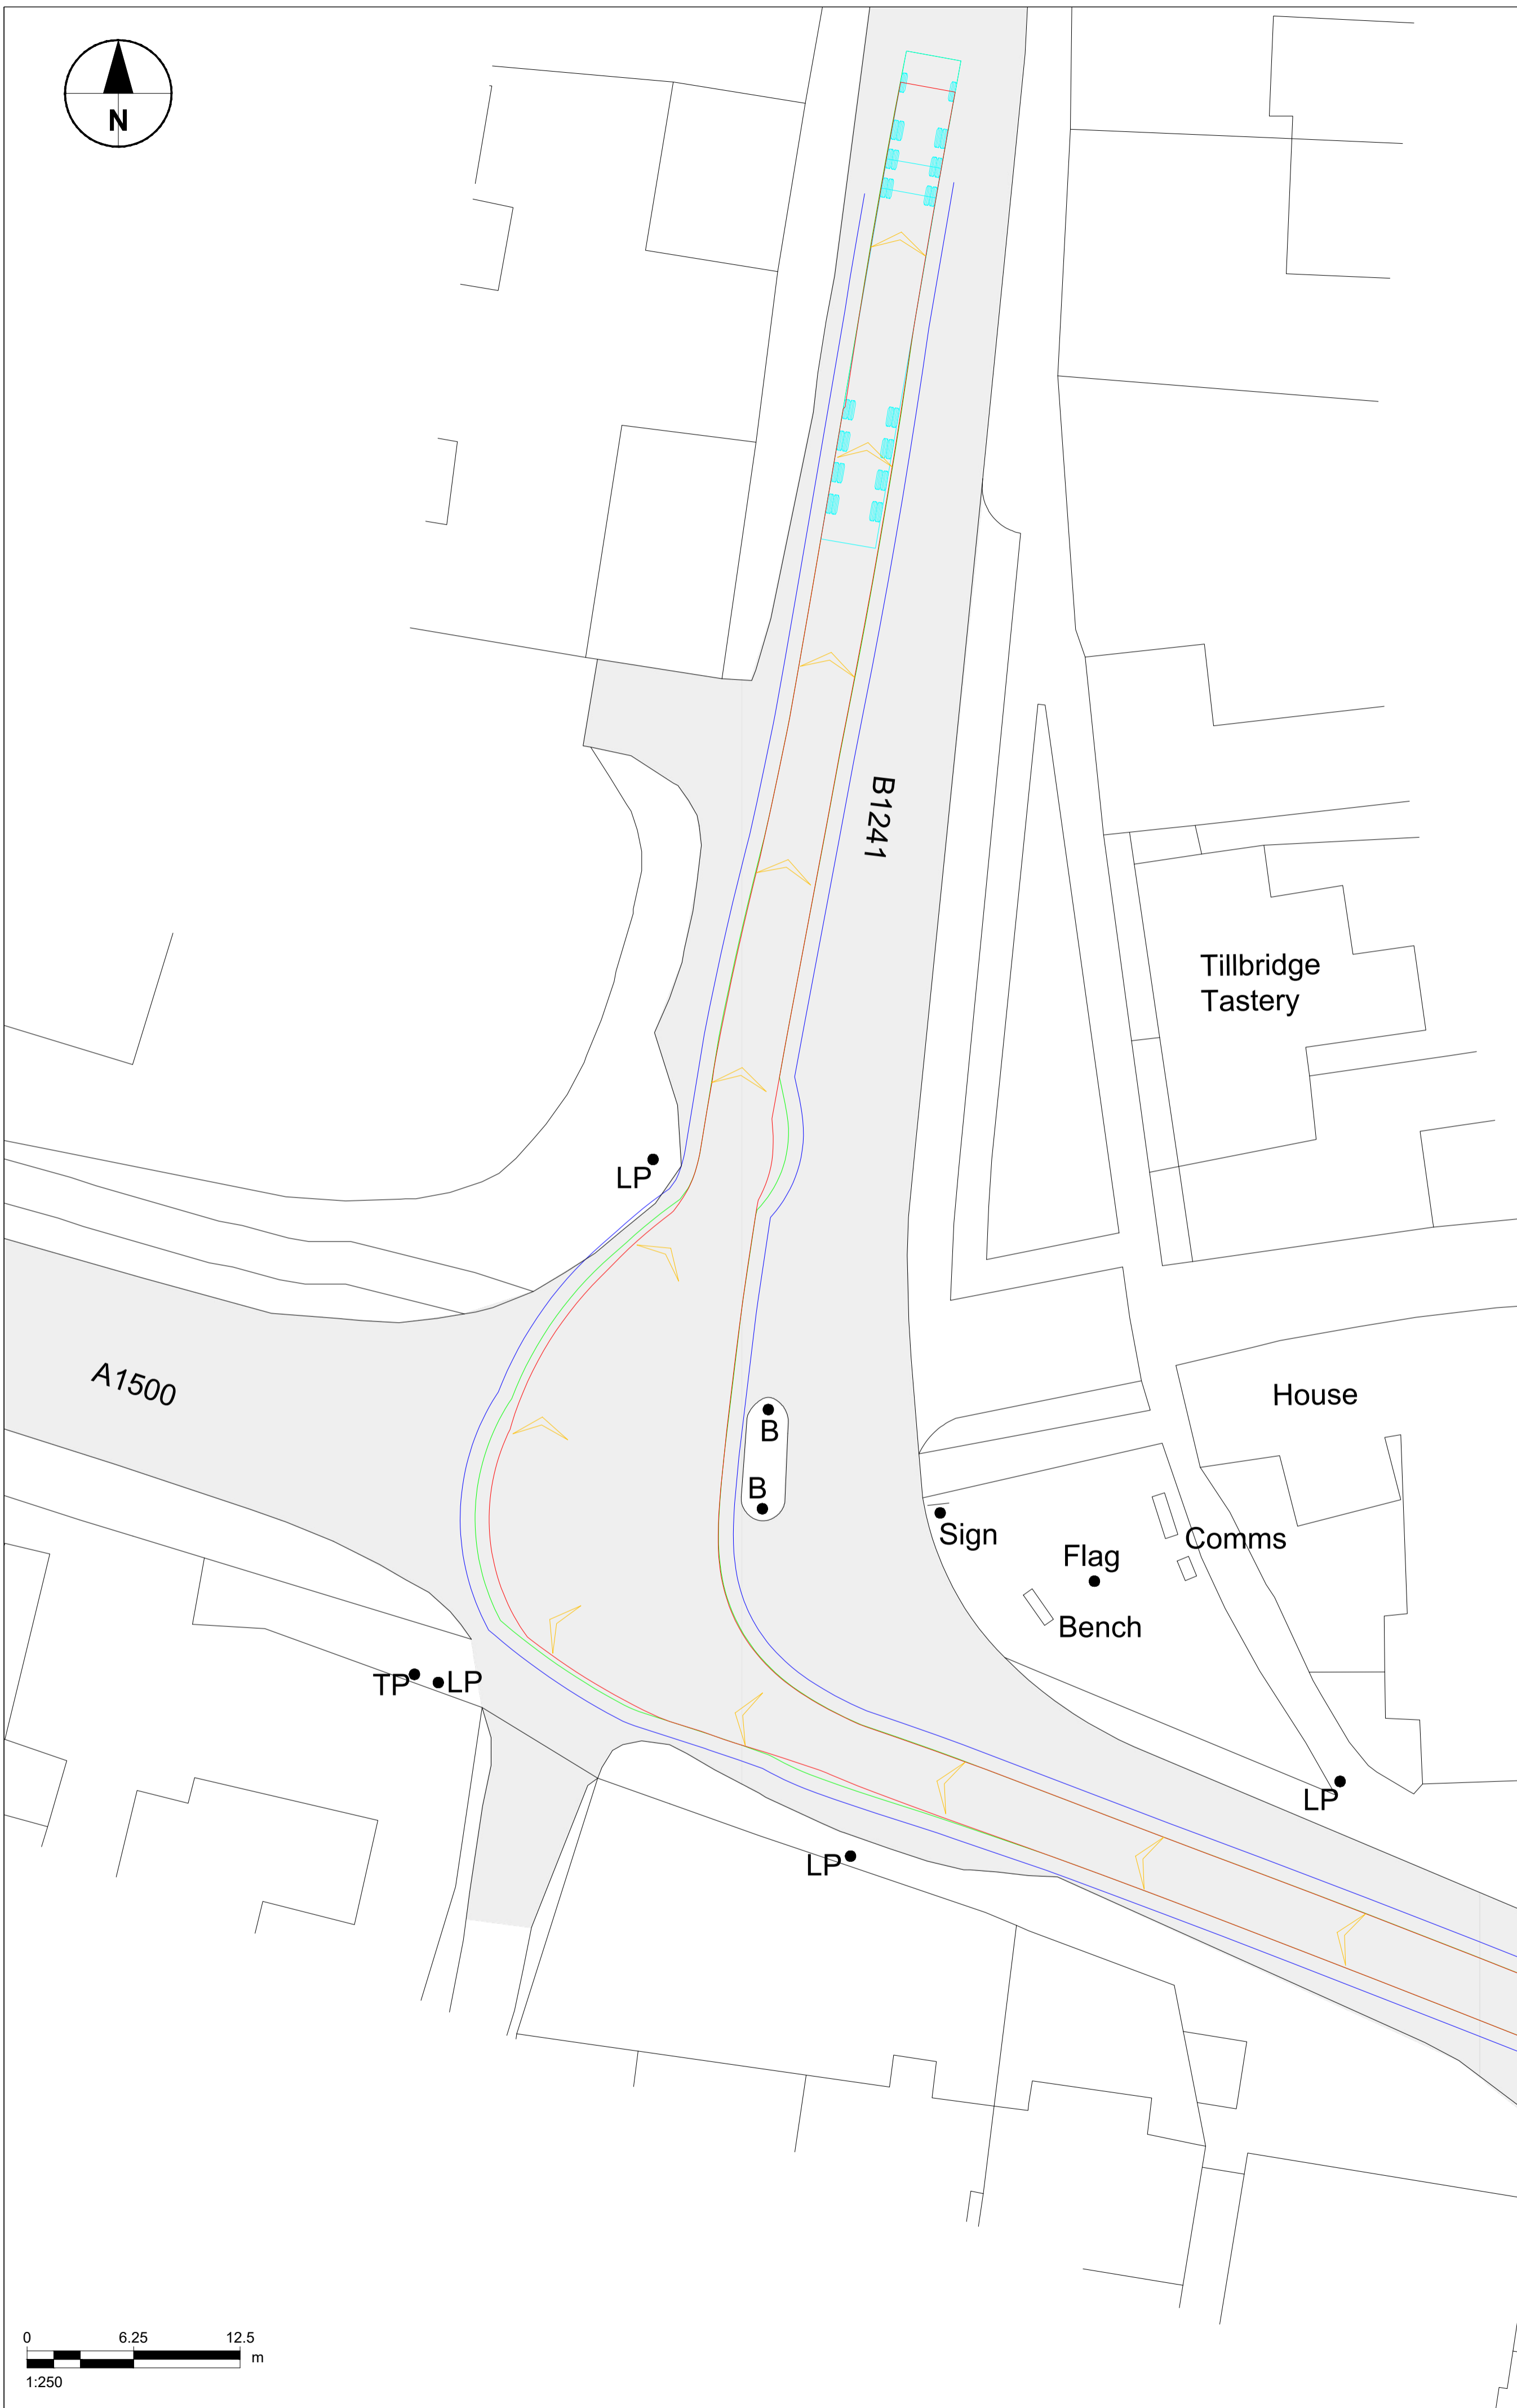 N
B1241
Tillbridge
Tastery
LP
A1500
House
B
B
Sign
Comms
Flag
Bench
TP
LP
LP
LP
0 6.25 12.5
m
1:250